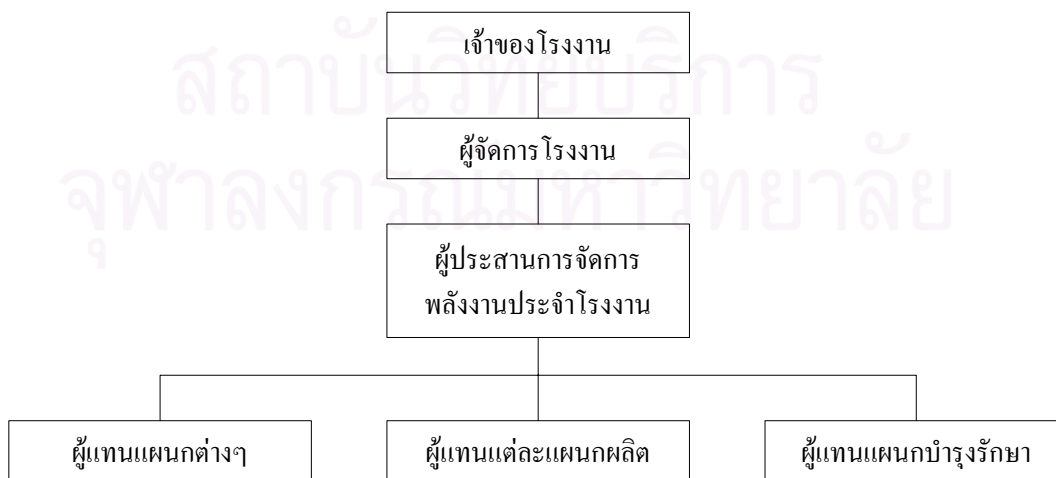 สถาบันวิทยบริการ
จุฬาลงกรณ์มหาวิทยาลัย
เจ้าของโรงงาน
ผู้จัดการโรงงาน
ผู้ประสานการจัดการ
พลังงานประจำโรงงาน
ผู้แทนแผนกต่างๆ
ผู้แทนแต่ละแผนกผลิต
ผู้แทนแผนกบำรุงรักษา